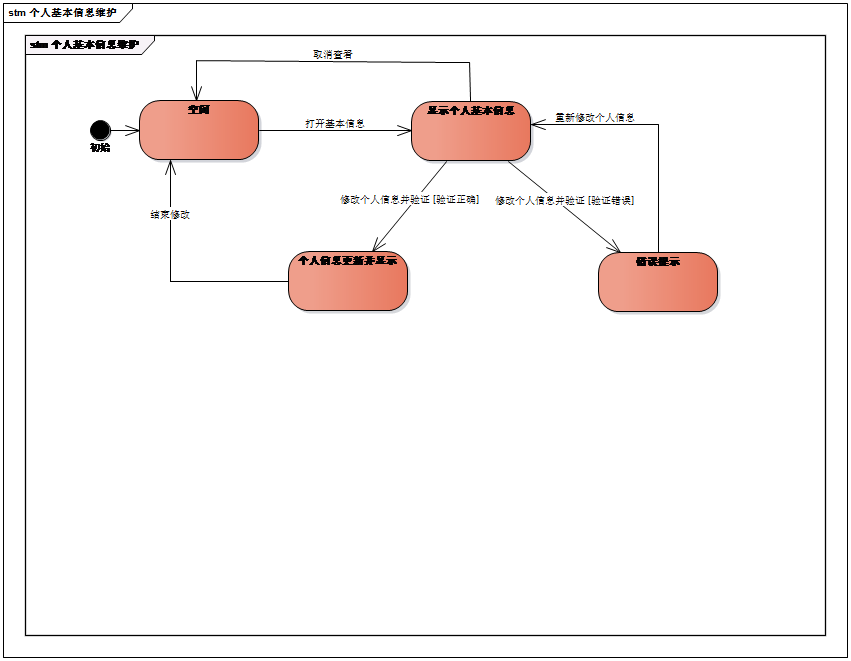 stm 个人基本信息维护
stm 个人基本信息维护
取消查看
空闲
显示个人基本信息
打开基本信息
重新修改个人信息
初始
修改个人信息并验证 [验证正确]
修改个人信息并验证 [验证错误]
结束修改
个人信息更新并显示
错误提示